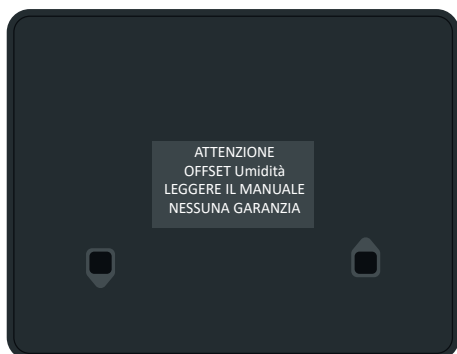 ATTENZIONE
OFFSET Umidità
LEGGERE IL MANUALE
NESSUNA GARANZIA